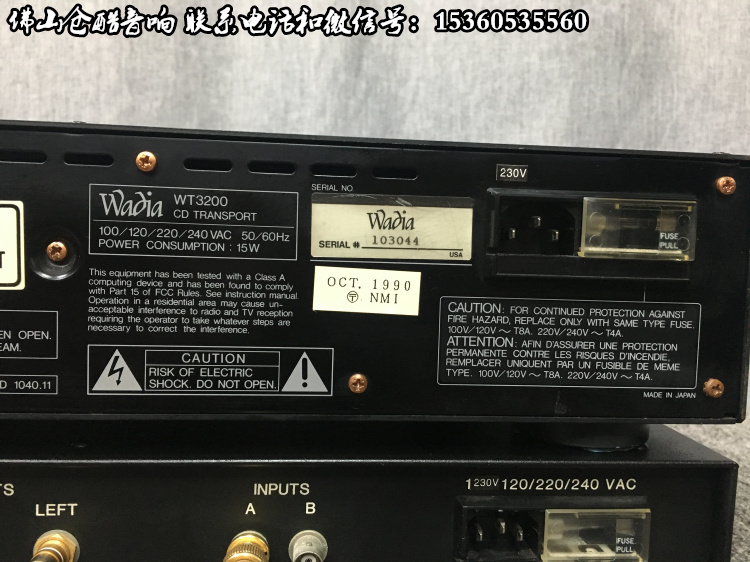 佛山仓酷音响 联系电话和微信号：15360535560
230V
SERIAL NO.
Wadia WT3200
CD TRANSPORT
100/120/220/240 VAC 50/60Hz
POWER CONSUMPTION : 15W
Wadia
SERIAL # 103044
USA
FUSE
PULL
OCT. 1990
〶 NMI
This equipment has been tested with a Class A
computing device and has been found to comply
with Part 15 of FCC Rules. See instruction manual.
Operation in a residential area may cause un-
acceptable interference to radio and TV reception
requiring the operator to take whatever steps are
necessary to correct the interference.
CAUTION: FOR CONTINUED PROTECTION AGAINST
FIRE HAZARD, REPLACE ONLY WITH SAME TYPE FUSE.
100V/120V ～ T8A. 220V/240V ～ T4A.
ATTENTION: AFIN D'ASSURER UNE PROTECTION
PERMANENTE CONTRE LES RISQUES D'INCENDIE,
REMPLACER UNIQUEMENT PAR UN FUSIBLE DE MEME
TYPE. 100V/120V ～ T8A. 220V/240V ～ T4A.
T
EN OPEN.
EAM.
D 1040.11
CAUTION
RISK OF ELECTRIC
SHOCK. DO NOT OPEN.
MADE IN JAPAN
TS
LEFT
INPUTS
A B
1 230V 120/220/240 VAC
FUSE
PULL